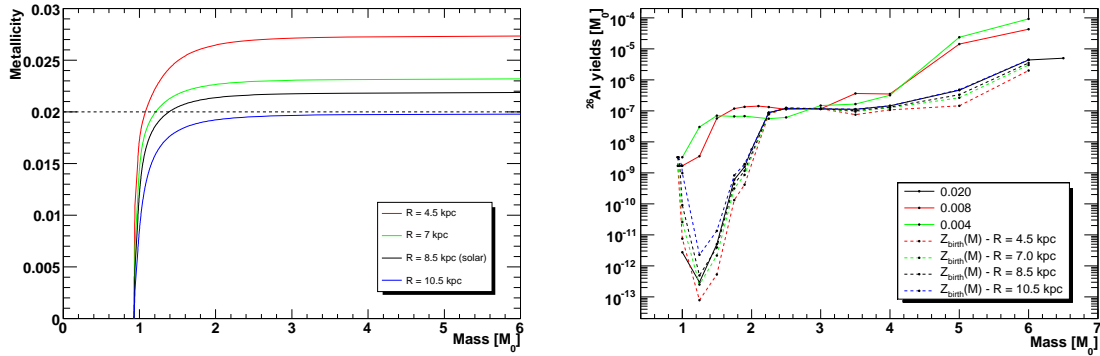 Metallicity
0.03
0.025
0.02
0.015
0.01
0.005
0
0 1 2 3 4 5 6
Mass [M₀]
R = 4.5 kpc
R = 7 kpc
R = 8.5 kpc (solar)
R = 10.5 kpc
²⁶Al yields [M₀]
10⁻⁴
10⁻⁵
10⁻⁶
10⁻⁷
10⁻⁸
10⁻⁹
10⁻¹⁰
10⁻¹¹
10⁻¹²
10⁻¹³
1 2 3 4 5 6 7
Mass [M₀]
0.020
0.008
0.004
Z_birth(M) - R = 4.5 kpc
Z_birth(M) - R = 7.0 kpc
Z_birth(M) - R = 8.5 kpc
Z_birth(M) - R = 10.5 kpc